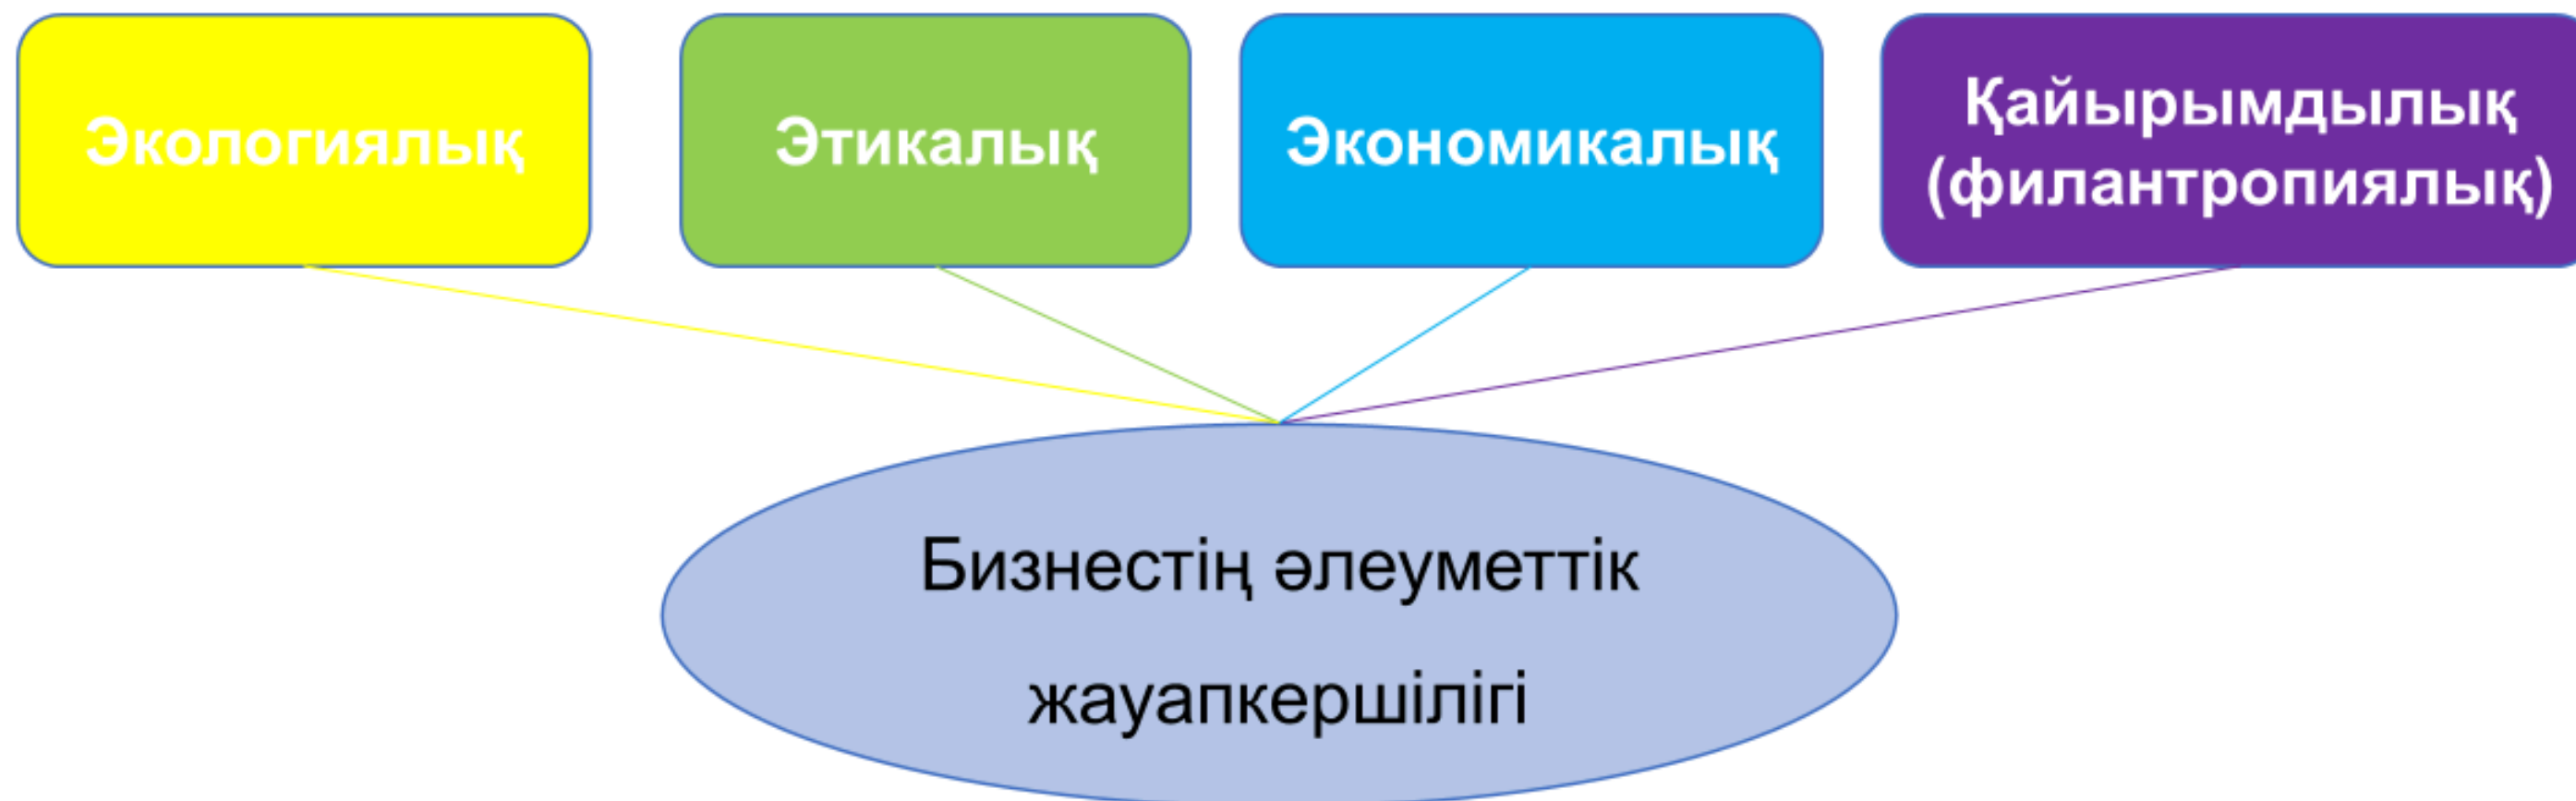 Экологиялық
Этикалық
Экономикалық
Қайырымдылық
(филантропиялық)
Бизнестің әлеуметтік
жауапкершілігі